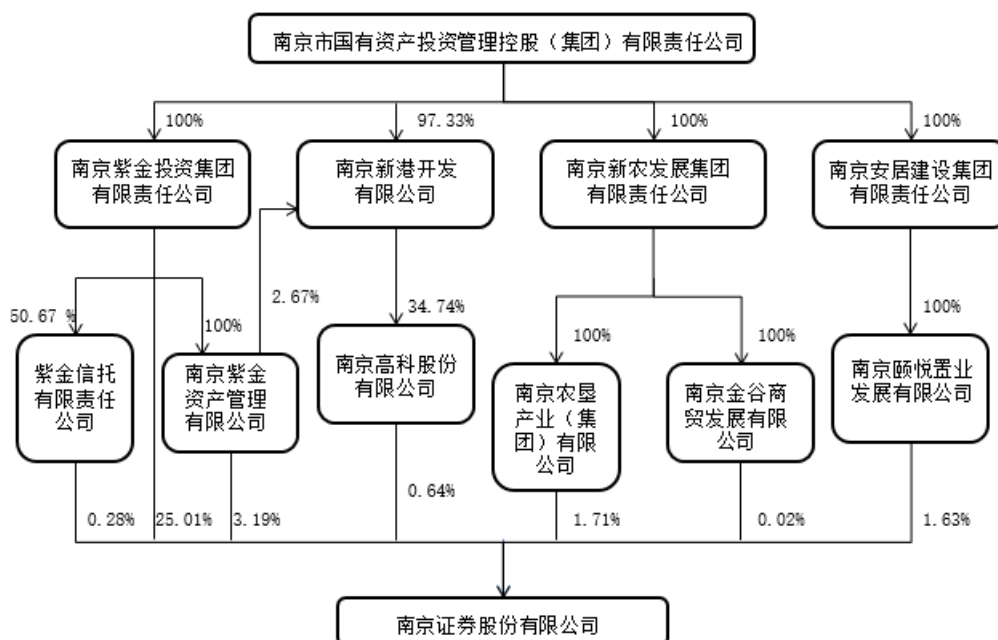 南京市国有资产投资管理控股（集团）有限责任公司
100%
97.33%
100%
100%
南京紫金投资集团
有限责任公司
南京新港开发
有限公司
南京新农发展集团
有限责任公司
南京安居建设集团
有限责任公司
50.67 %
100%
2.67%
34.74%
100%
100%
100%
紫金信托
有限责任
公司
南京紫金
资产管理
有限公司
南京高科股份
有限公司
南京农垦
产业（集
团）有限
公司
南京金谷商
贸发展有限
公司
南京颐悦置业
发展有限公司
0.28%
25.01%
3.19%
0.64%
1.71%
0.02%
1.63%
南京证券股份有限公司